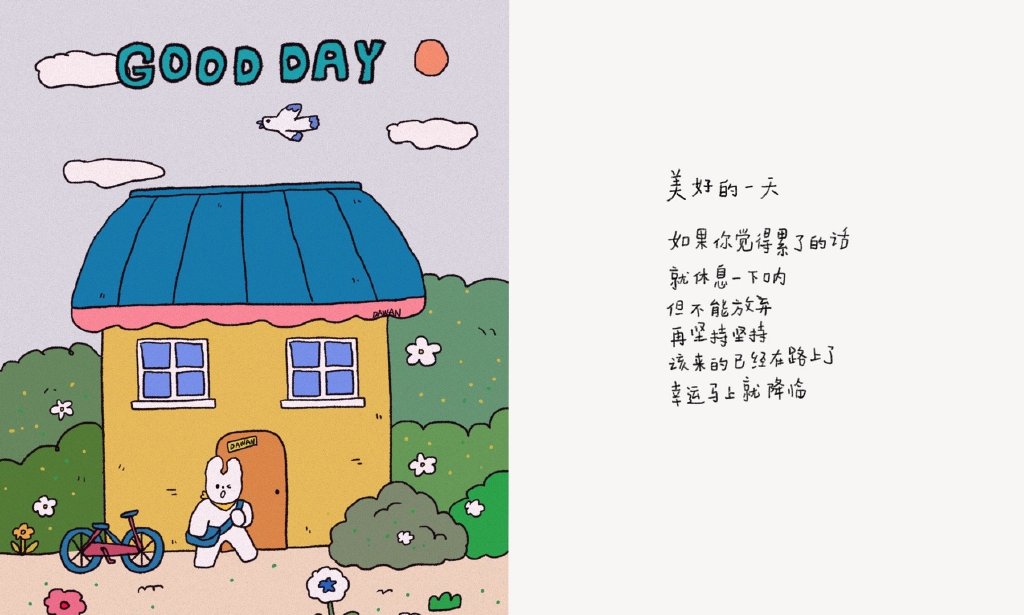 GOOD DAY
DAWAN
DAWAN
美好的一天
如果你觉得累了的话
就休息一下呐
但不能放弃
再坚持坚持
该来的已经在路上了
幸运马上就降临